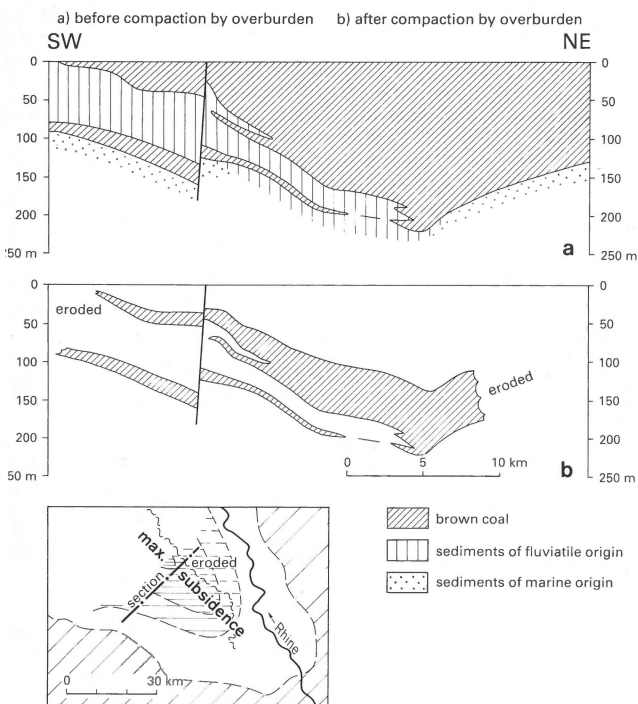 a) before compaction by overburden b) after compaction by overburden
SW NE
0 0
50 50
100 100
150 150
200 200
50 m a 250 m
0 0
eroded
50 50
100 100
eroded
150 150
200 200
0 5 10 km
50 m b 250 m
brown coal
sediments of fluviatile origin
sediments of marine origin
max. subsidence
eroded
section
Rhine
0 30 km